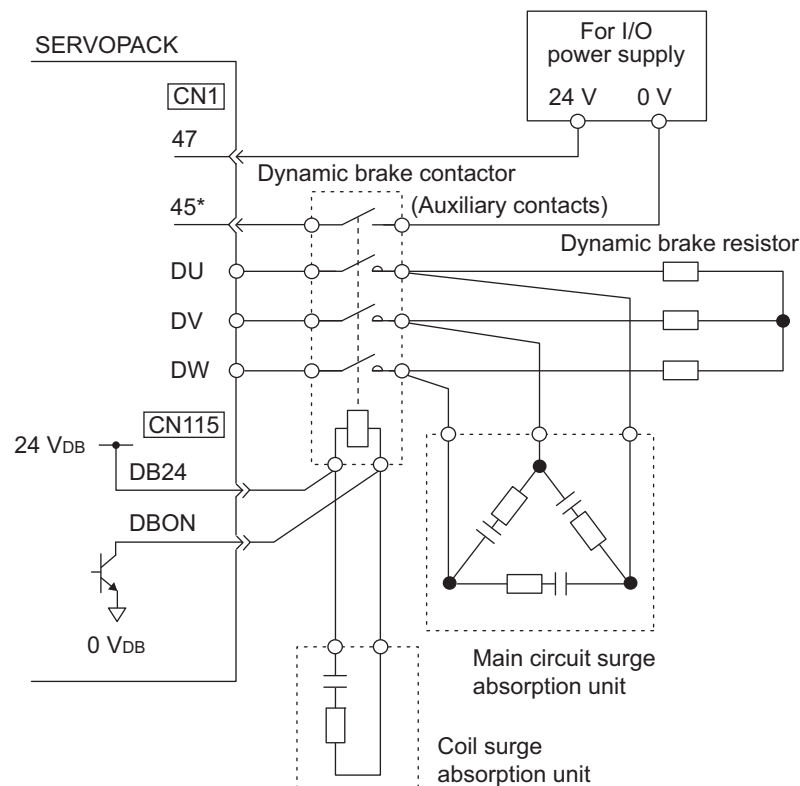 For I/O
power supply
24 V 0 V
SERVOPACK
CN1
47
Dynamic brake contactor
45*
(Auxiliary contacts)
Dynamic brake resistor
DU
DV
DW
CN115
24 VDB
DB24
DBON
0 VDB
Main circuit surge
absorption unit
Coil surge
absorption unit